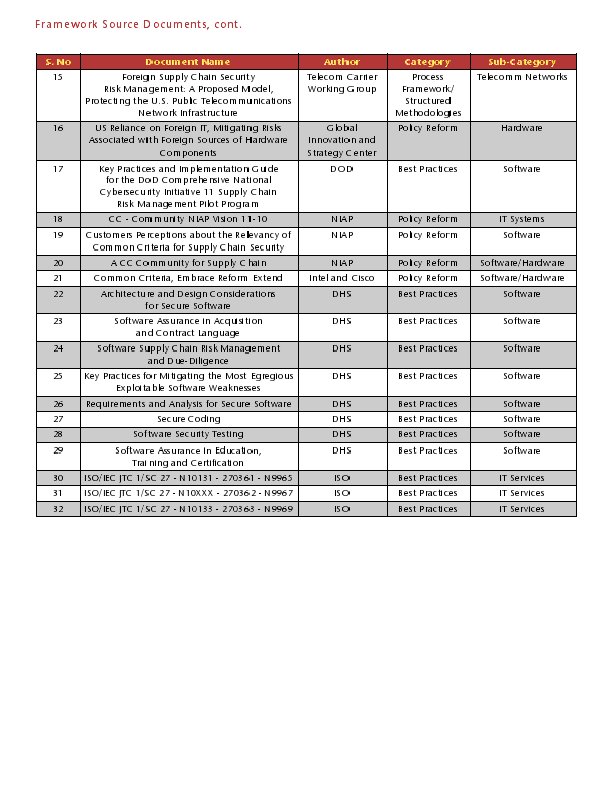 Framework Source Documents, cont.
S. No Document Name Author Category Sub-Category
15 Foreign Supply Chain Security Telecom Carrier Process Telecomm Networks
Risk Management: A Proposed Model, Working Group Framework/
Protecting the U.S. Public Telecommunications Structured
Network Infrastructure Methodologies
16 US Reliance on Foreign IT, Mitigating Risks Global Policy Reform Hardware
Associated with Foreign Sources of Hardware Innovation and
Components Strategy Center
17 Key Practices and Implementation Guide DOD Best Practices Software
for the DoD Comprehensive National
Cybersecurity Initiative 11 Supply Chain
Risk Management Pilot Program
18 CC - Community NIAP Vision 11-10 NIAP Policy Reform IT Systems
19 Customers Perceptions about the Relevancy of NIAP Policy Reform Software
Common Criteria for Supply Chain Security
20 A CC Community for Supply Chain NIAP Policy Reform Software/Hardware
21 Common Criteria, Embrace Reform Extend Intel and Cisco Policy Reform Software/Hardware
22 Architecture and Design Considerations DHS Best Practices Software
for Secure Software
23 Software Assurance in Acquisition DHS Best Practices Software
and Contract Language
24 Software Supply Chain Risk Management DHS Best Practices Software
and Due-Diligence
25 Key Practices for Mitigating the Most Egregious DHS Best Practices Software
Exploitable Software Weaknesses
26 Requirements and Analysis for Secure Software DHS Best Practices Software
27 Secure Coding DHS Best Practices Software
28 Software Security Testing DHS Best Practices Software
29 Software Assurance In Education, DHS Best Practices Software
Training and Certification
30 ISO/IEC JTC 1/SC 27 - N10131 - 270361 - N9965 ISO Best Practices IT Services
31 ISO/IEC JTC 1/SC 27 - N10XXX - 270362 - N9967 ISO Best Practices IT Services
32 ISO/IEC JTC 1/SC 27 - N10133 - 270363 - N9969 ISO Best Practices IT Services